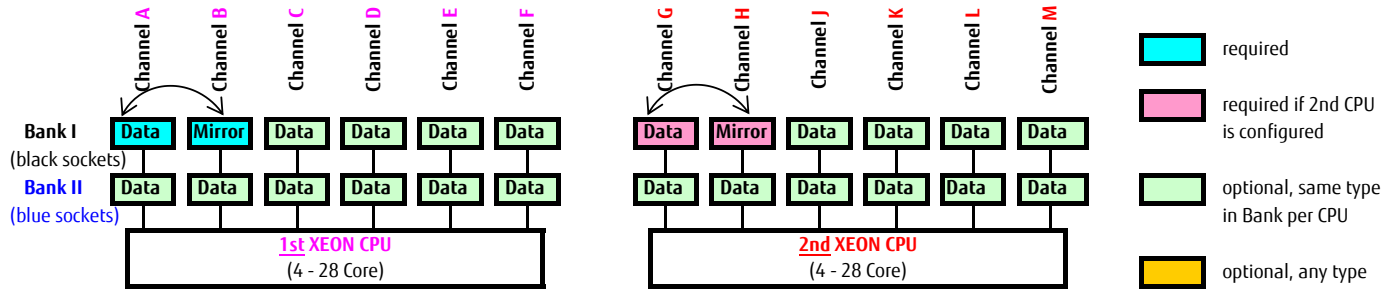 Channel A Channel B Channel C Channel D Channel E Channel F Channel G Channel H Channel J Channel K Channel L Channel M
required
Bank I Data Mirror Data Data Data Data Data Mirror Data Data Data Data
(black sockets)
required if 2nd CPU
is configured
Bank II Data Data Data Data Data Data Data Data Data Data Data Data
(blue sockets)
optional, same type
in Bank per CPU
1st XEON CPU 2nd XEON CPU
(4 - 28 Core) (4 - 28 Core)
optional, any type